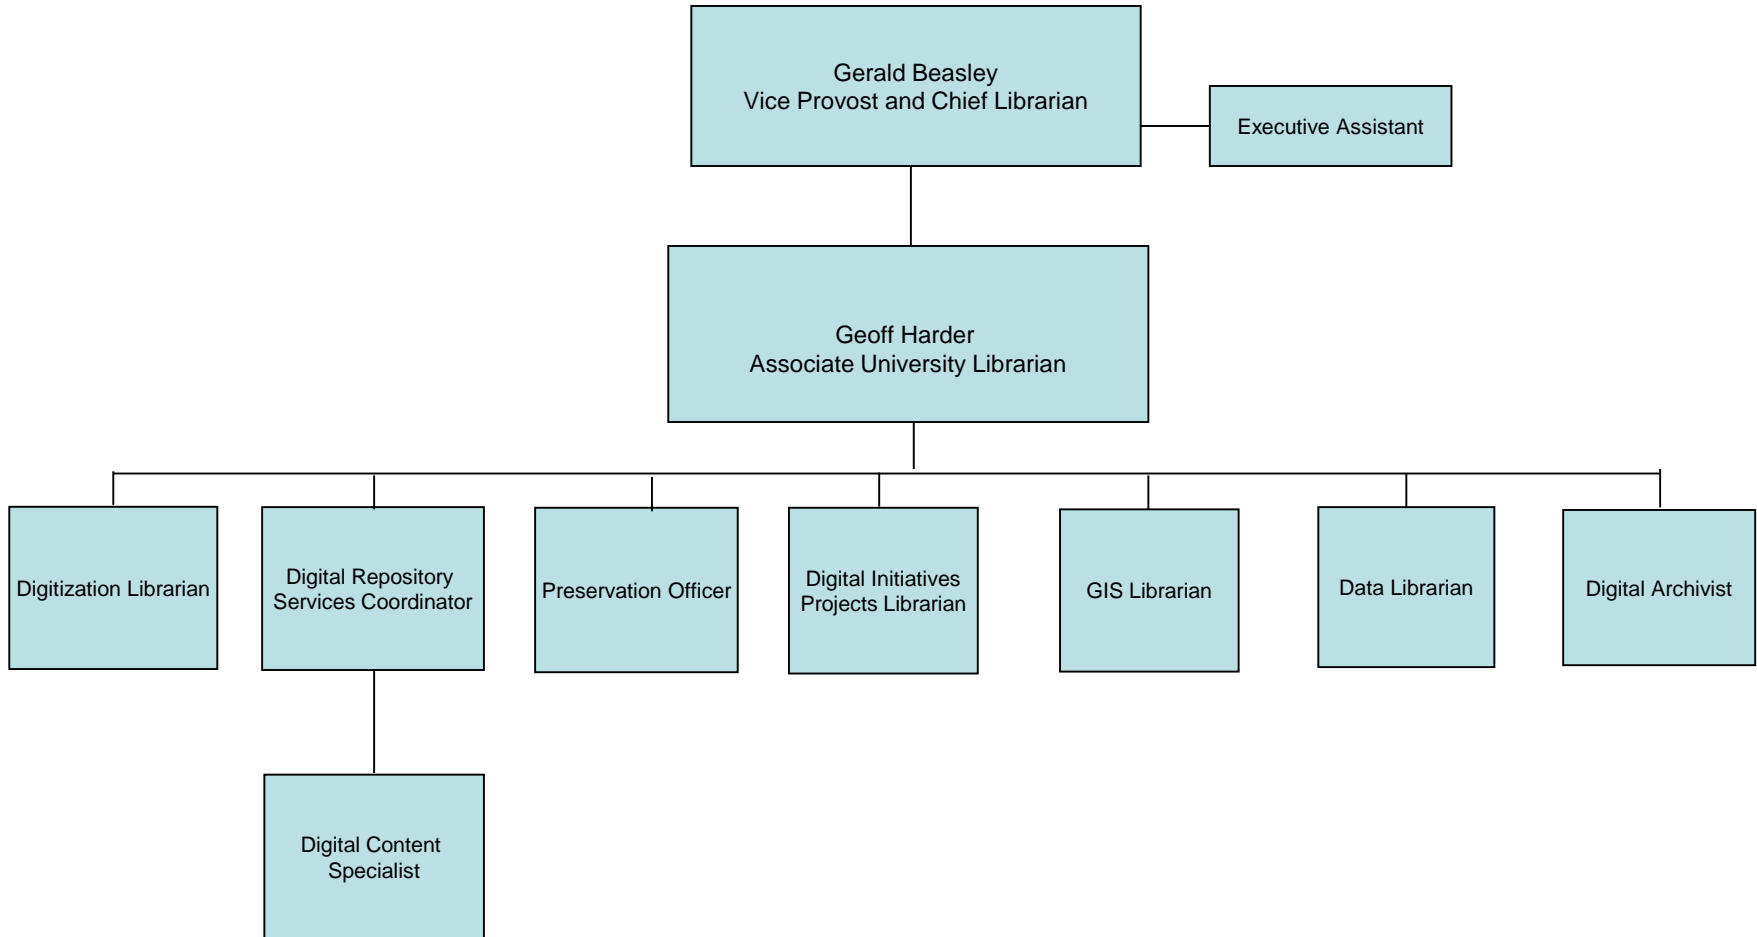 Gerald Beasley
Vice Provost and Chief Librarian
Executive Assistant
Geoff Harder
Associate University Librarian
Digitization Librarian
Digital Repository
Services Coordinator
Preservation Officer
Digital Initiatives
Projects Librarian
GIS Librarian
Data Librarian
Digital Archivist
Digital Content
Specialist